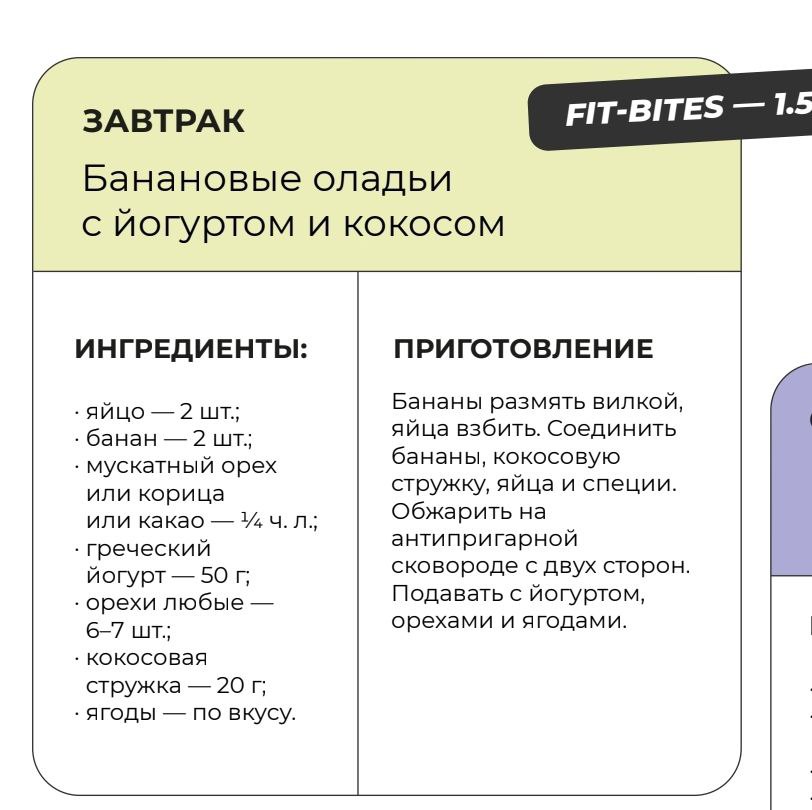 FIT-BITES — 1.5
ЗАВТРАК
Банановые оладьи
с йогуртом и кокосом
ИНГРЕДИЕНТЫ:
· яйцо — 2 шт.;
· банан — 2 шт.;
· мускатный орех
или корица
или какао — ¼ ч. л.;
· греческий
йогурт — 50 г;
· орехи любые —
6–7 шт.;
· кокосовая
стружка — 20 г;
· ягоды — по вкусу.
ПРИГОТОВЛЕНИЕ
Бананы размять вилкой,
яйца взбить. Соединить
бананы, кокосовую
стружку, яйца и специи.
Обжарить на
антипригарной
сковороде с двух сторон.
Подавать с йогуртом,
орехами и ягодами.